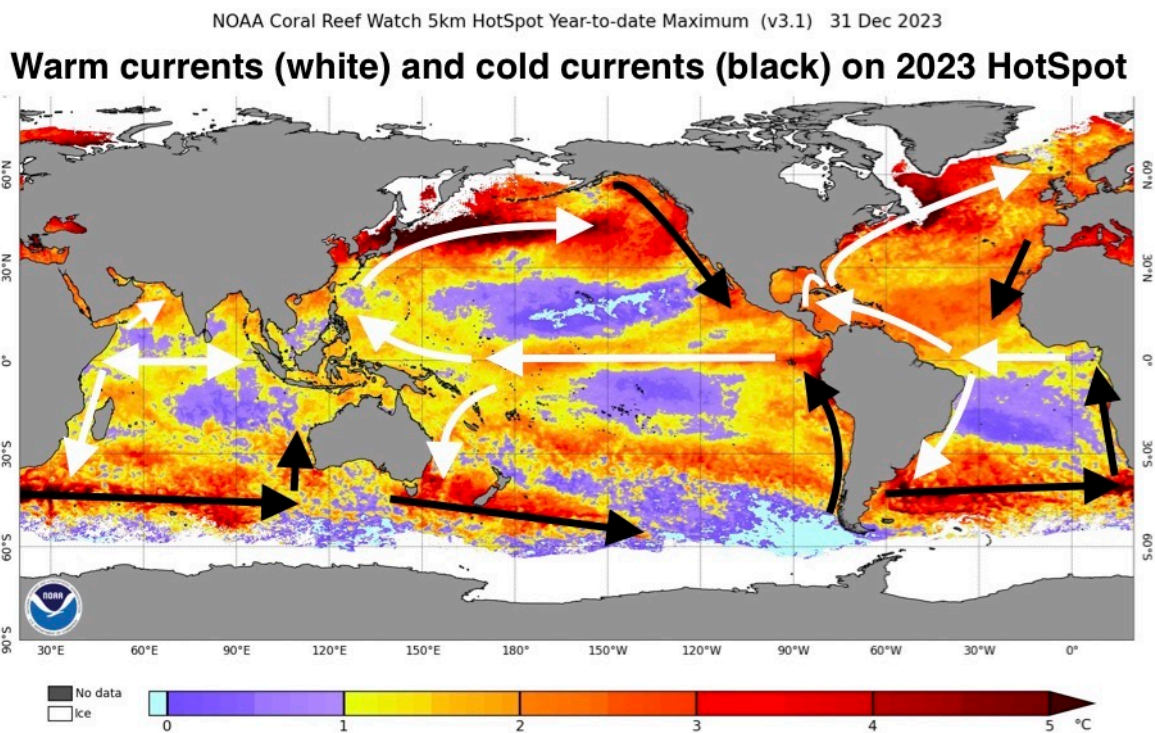 NOAA Coral Reef Watch 5km HotSpot Year-to-date Maximum (v3.1) 31 Dec 2023
Warm currents (white) and cold currents (black) on 2023 HotSpot
60°N 60°N
30°N 30°N
0° 0°
30°S 30°S
60°S 60°S
90°S
NOAA
30°E 60°E 90°E 120°E 150°E 180° 150°W 120°W 90°W 60°W 30°W 0°
No data
Ice
0 1 2 3 4 5 °C